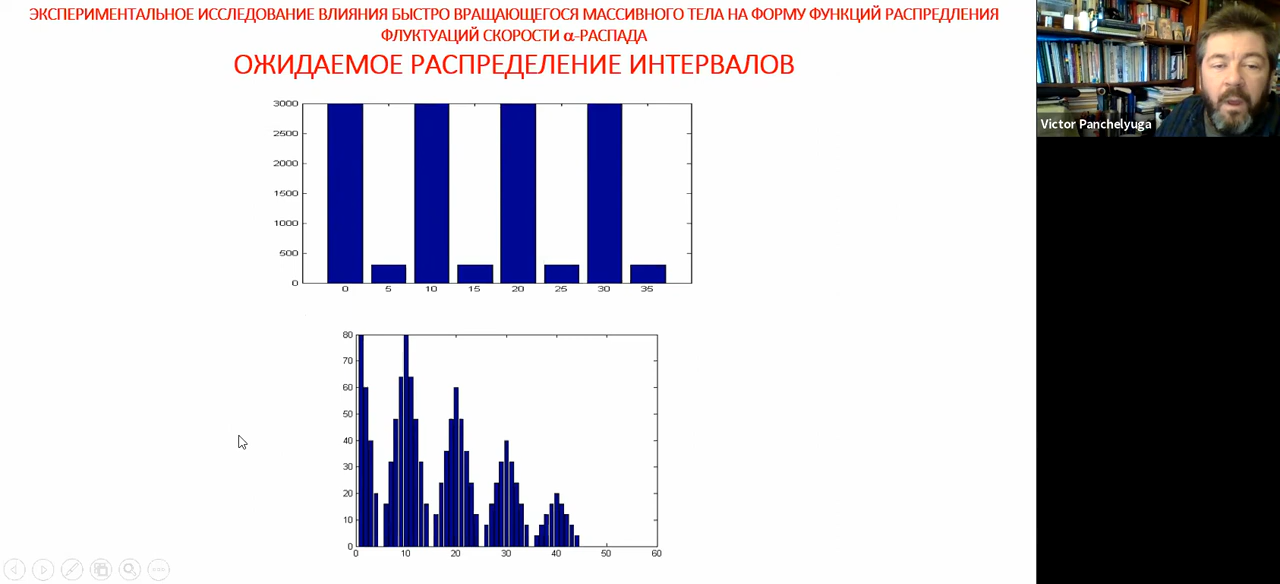 ЭКСПЕРИМЕНТАЛЬНОЕ ИССЛЕДОВАНИЕ ВЛИЯНИЯ БЫСТРО ВРАЩАЮЩЕГОСЯ МАССИВНОГО ТЕЛА НА ФОРМУ ФУНКЦИЙ РАСПРЕДЛЕНИЯ
ФЛУКТУАЦИЙ СКОРОСТИ α-РАСПАДА
ОЖИДАЕМОЕ РАСПРЕДЕЛЕНИЕ ИНТЕРВАЛОВ
Victor Panchelyuga
3000
2500
2000
1500
1000
500
0
0 5 10 15 20 25 30 35
80
70
60
50
40
30
20
10
0
0 10 20 30 40 50 60